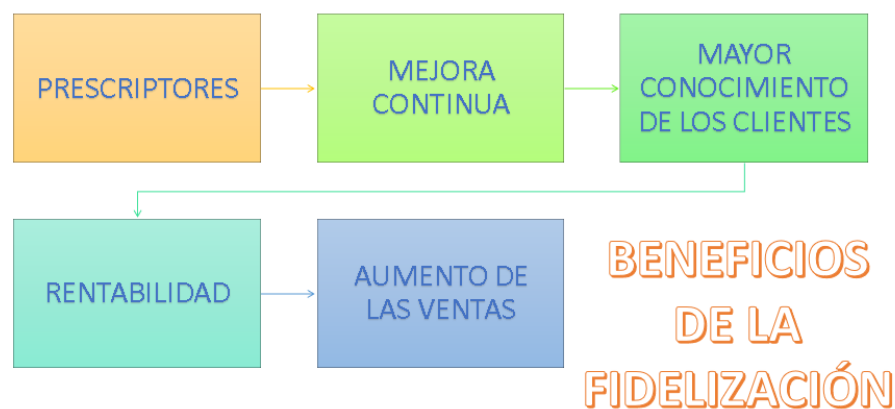 PRESCRIPTORES
MEJORA
CONTINUA
MAYOR
CONOCIMIENTO
DE LOS CLIENTES
RENTABILIDAD
AUMENTO DE
LAS VENTAS
BENEFICIOS
DE LA
FIDELIZACIÓN